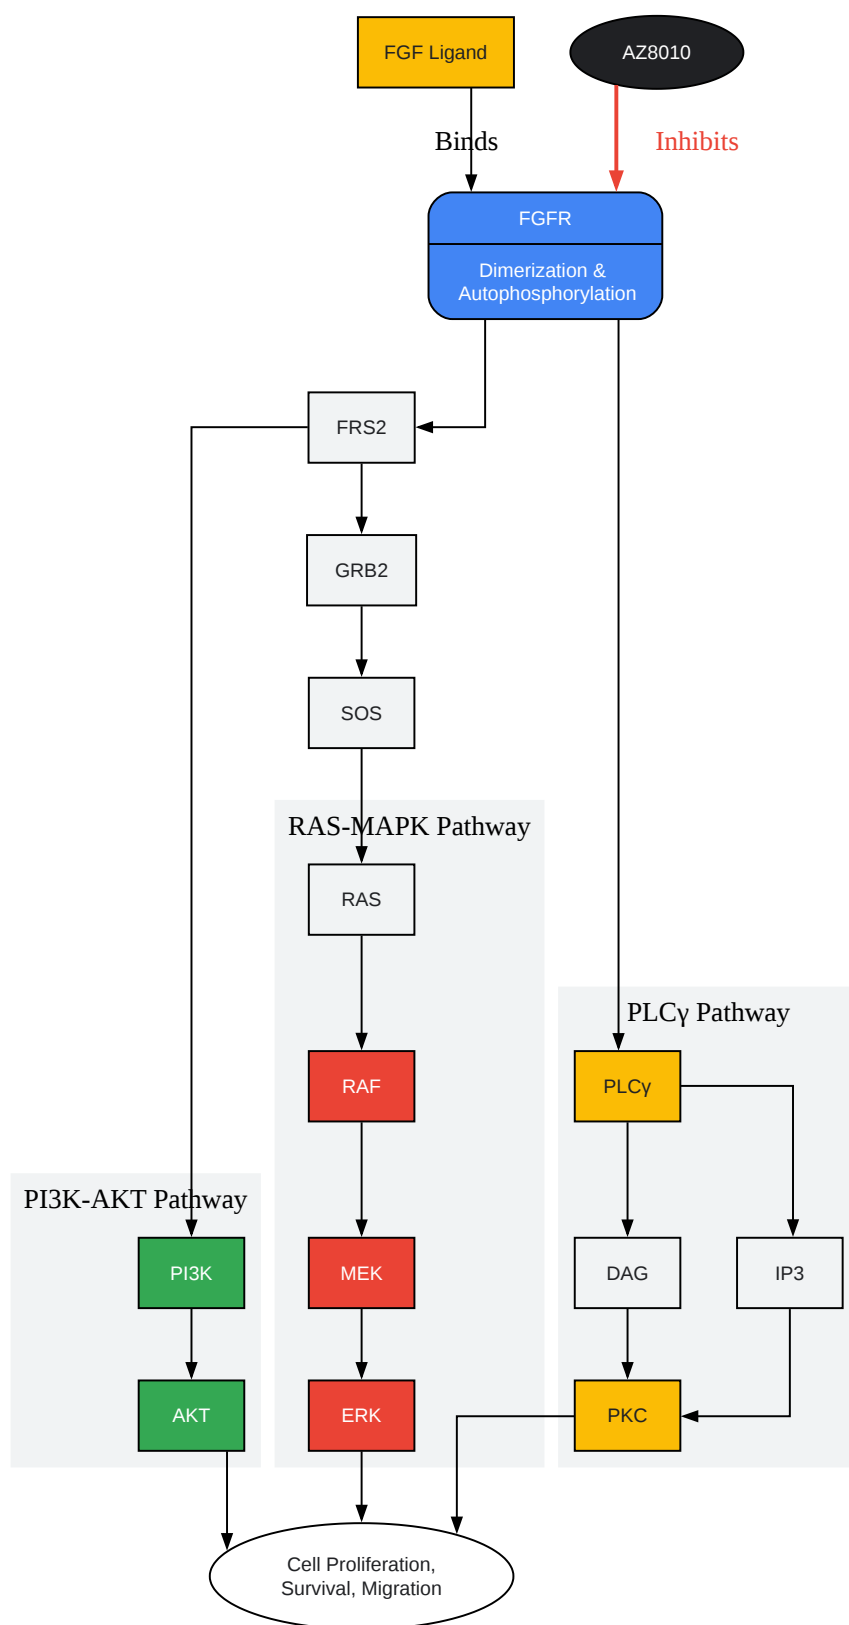 FGF Ligand
AZ8010
Binds
Inhibits
FGFR
Dimerization &
Autophosphorylation
FRS2
GRB2
SOS
RAS-MAPK Pathway
RAS
PLCγ Pathway
RAF
PLCγ
PI3K-AKT Pathway
PI3K
MEK
DAG
IP3
AKT
ERK
PKC
Cell Proliferation,
Survival, Migration